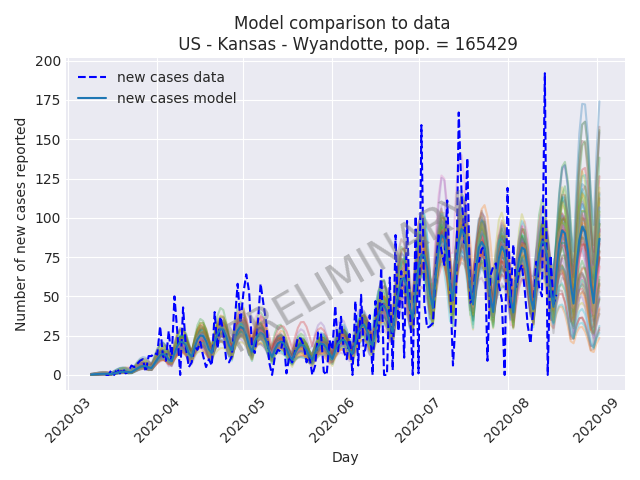 Model comparison to data
US - Kansas - Wyandotte, pop. = 165429
new cases data
new cases model
PRELIMINARY
Number of new cases reported
200
175
150
125
100
75
50
25
0
2020-03
2020-04
2020-05
2020-06
2020-07
2020-08
2020-09
Day